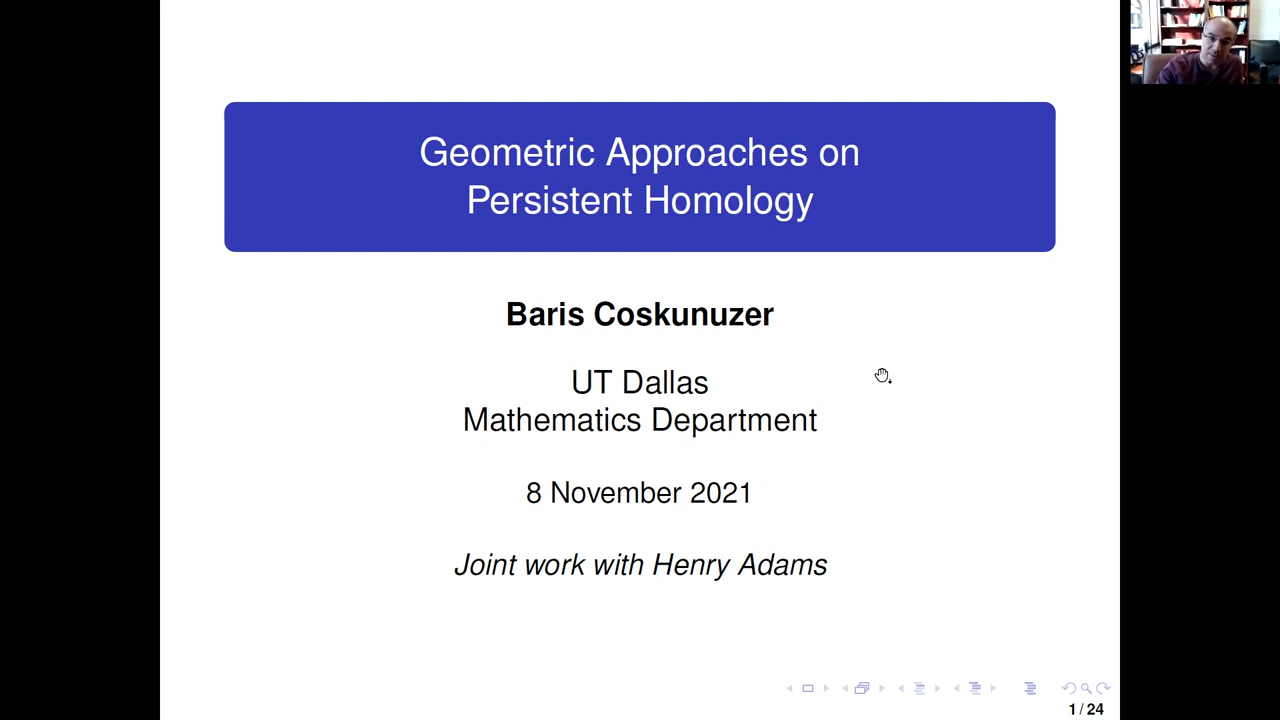 Geometric Approaches on
Persistent Homology
Baris Coskunuzer
UT Dallas
Mathematics Department
8 November 2021
Joint work with Henry Adams
1 / 24